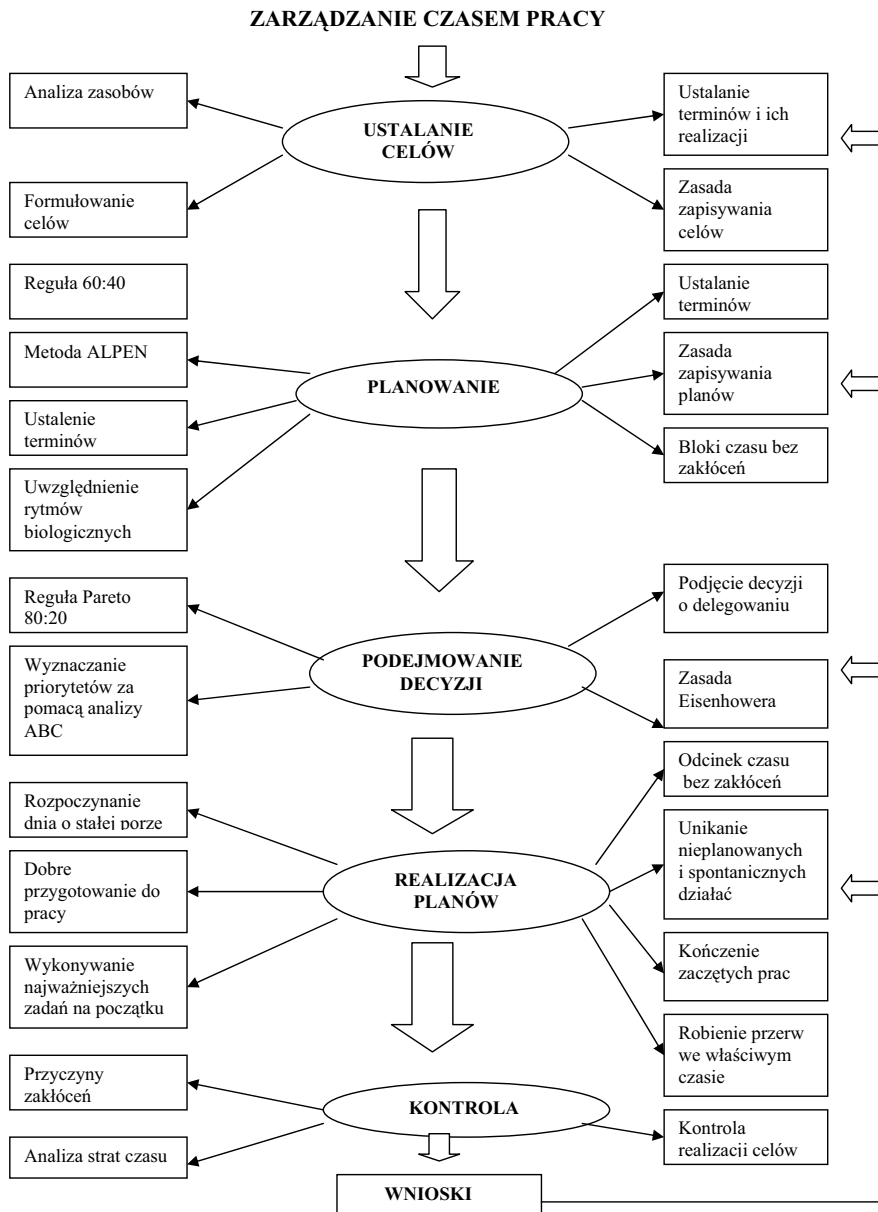 ZARZĄDZANIE CZASEM PRACY
Analiza zasobów
Formułowanie
celów
USTALANIE
CELÓW
Ustalanie
terminów i ich
realizacji
Zasada
zapisywania
celów
Reguła 60:40
Metoda ALPEN
Ustalenie
terminów
Uwzględnienie
rytmów
biologicznych
PLANOWANIE
Ustalanie
terminów
Zasada
zapisywania
planów
Bloki czasu bez
zakłóceń
Reguła Pareto
80:20
Wyznaczanie
priorytetów za
pomacą analizy
ABC
PODEJMOWANIE
DECYZJI
Podjęcie decyzji
o delegowaniu
Zasada
Eisenhowera
Rozpoczynanie
dnia o stałej porze
Dobre
przygotowanie do
pracy
Wykonywanie
najważniejszych
zadań na początku
REALIZACJA
PLANÓW
Odcinek czasu
bez zakłóceń
Unikanie
nieplanowanych
i spontanicznych
działać
Kończenie
zaczętych prac
Robienie przerw
we właściwym
czasie
Przyczyny
zakłóceń
Analiza strat czasu
KONTROLA
Kontrola
realizacji celów
WNIOSKI